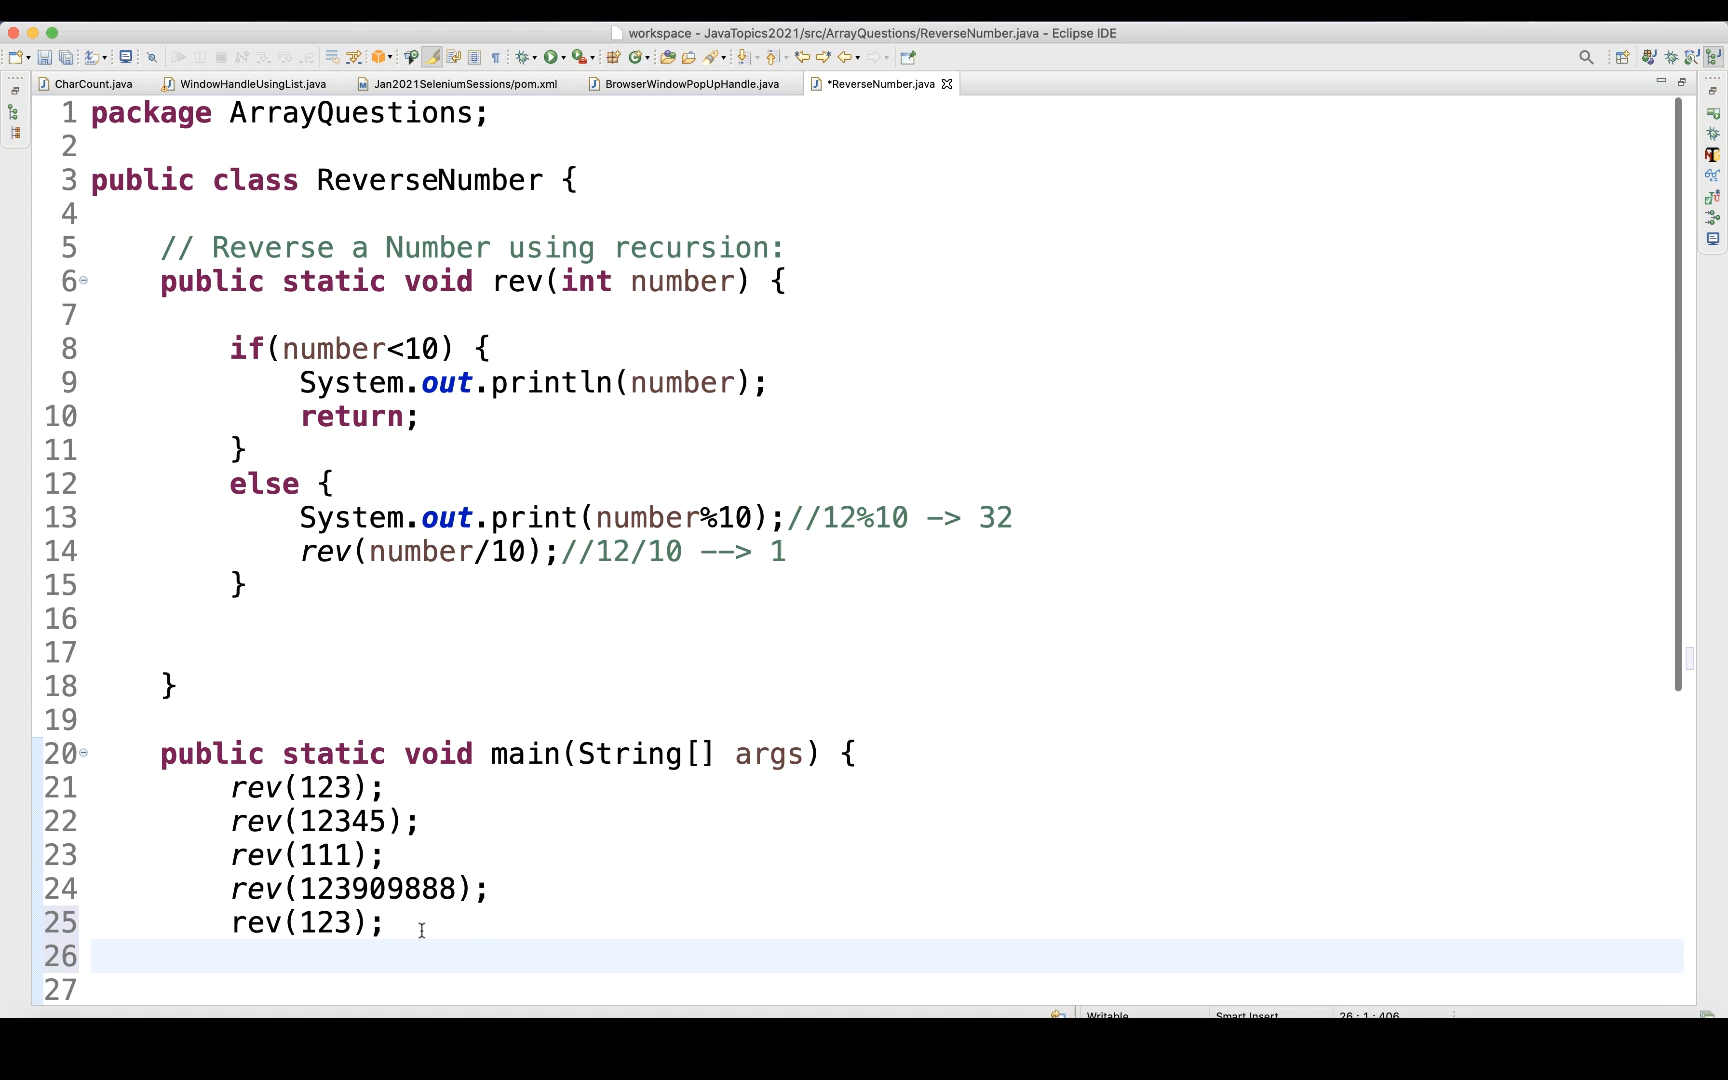 workspace - JavaTopics2021/src/ArrayQuestions/ReverseNumber.java - Eclipse IDE
CharCount.java WindowHandleUsingList.java Jan2021SeleniumSessions/pom.xml BrowserWindowPopUpHandle.java *ReverseNumber.java
1 package ArrayQuestions;
2
3 public class ReverseNumber {
4
5 // Reverse a Number using recursion:
6 public static void rev(int number) {
7
8 if(number<10) {
9 System.out.println(number);
10 return;
11 }
12 else {
13 System.out.print(number%10);//12%10 -> 32
14 rev(number/10);//12/10 --> 1
15 }
16
17
18 }
19
20 public static void main(String[] args) {
21 rev(123);
22 rev(12345);
23 rev(111);
24 rev(123909888);
25 rev(123);
26
27
Writable Smart Insert 26 : 1 : 406